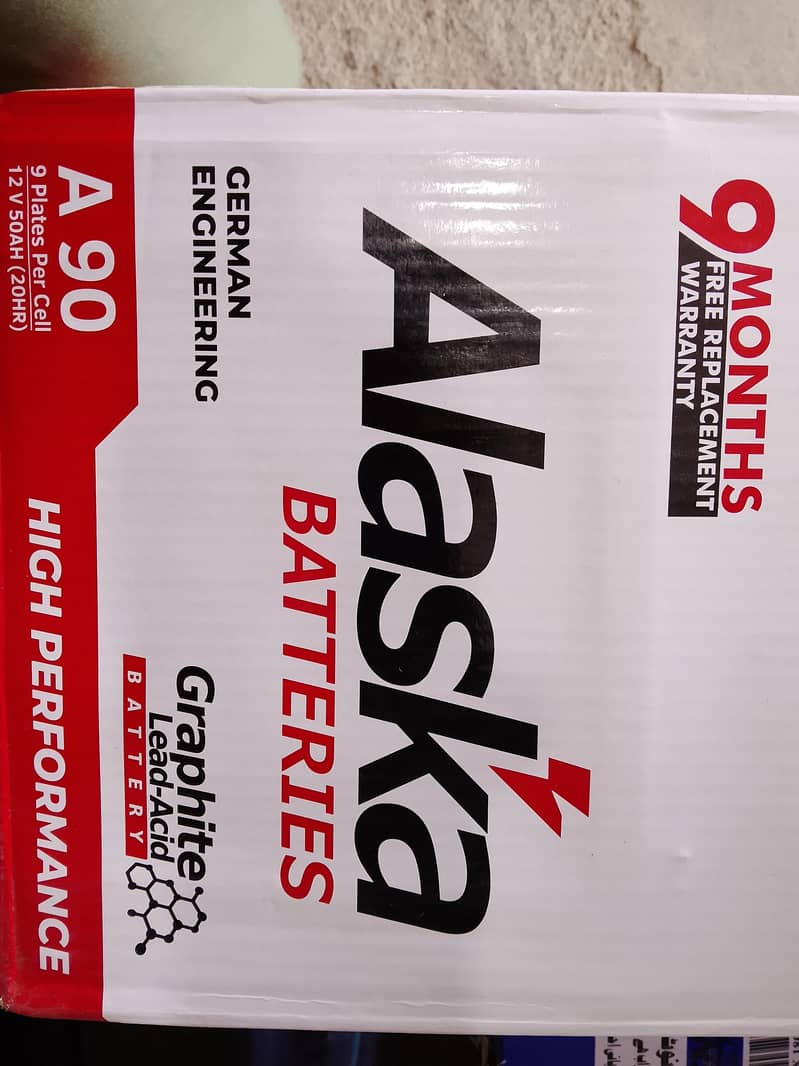 9 MONTHS
FREE REPLACEMENT
WARRANTY
Alaska
BATTERIES
GERMAN
ENGINEERING
Graphite
Lead-Acid
BATTERY
A 90
9 Plates Per Cell
12 V 50AH (20HR)
HIGH PERFORMANCE